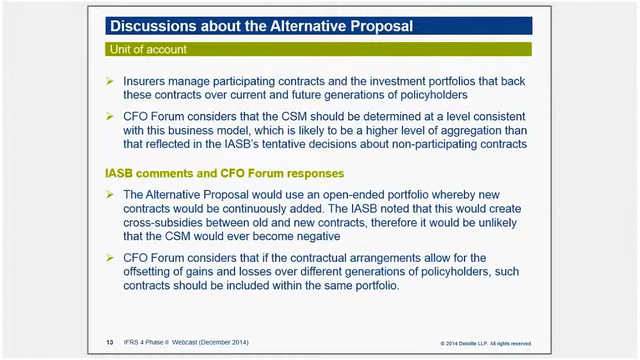 Discussions about the Alternative Proposal
Unit of account
Insurers manage participating contracts and the investment portfolios that back
these contracts over current and future generations of policyholders
CFO Forum considers that the CSM should be determined at a level consistent
with this business model, which is likely to be a higher level of aggregation than
that reflected in the IASB's tentative decisions about non-participating contracts
IASB comments and CFO Forum responses
The Alternative Proposal would use an open-ended portfolio whereby new
contracts would be continuously added. The IASB noted that this would create
cross-subsidies between old and new contracts, therefore it would be unlikely
that the CSM would ever become negative
CFO Forum considers that if the contractual arrangements allow for the
offsetting of gains and losses over different generations of policyholders, such
contracts should be included within the same portfolio.
13 IFRS 4 Phase II Webcast (December 2014) © 2014 Deloitte LLP. All rights reserved.